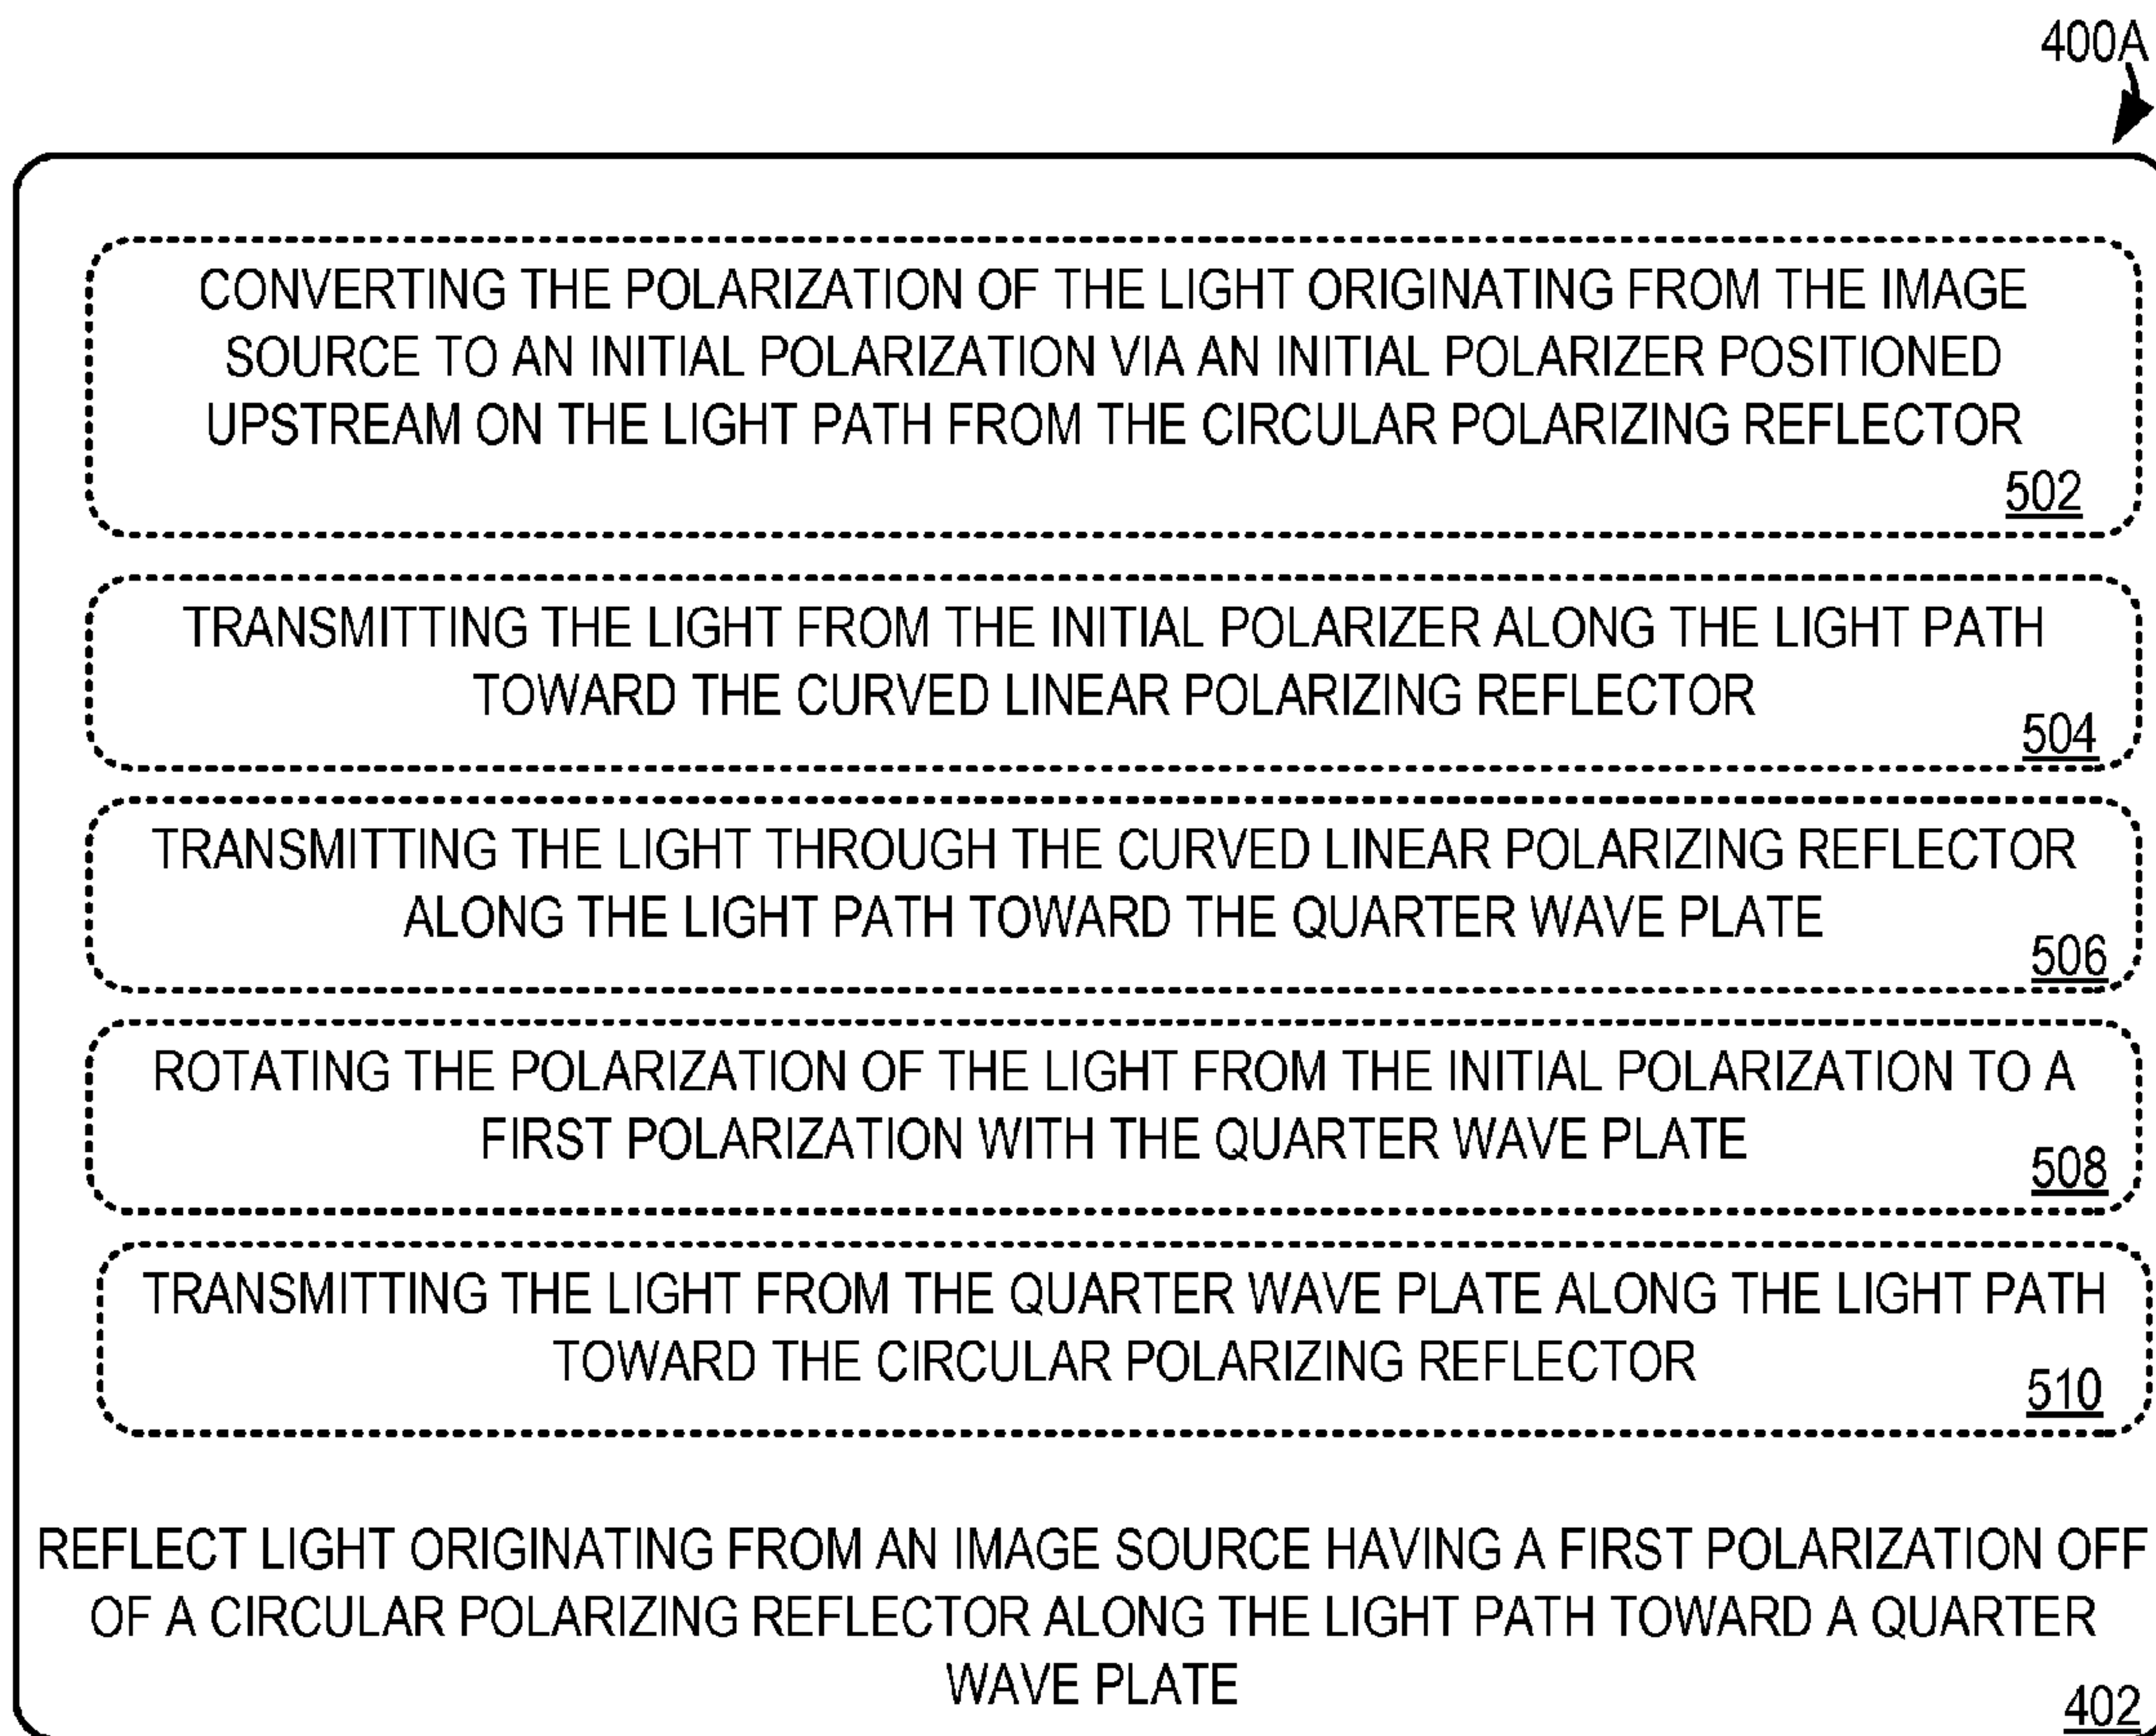 400A
CONVERTING THE POLARIZATION OF THE LIGHT ORIGINATING FROM THE IMAGE
SOURCE TO AN INITIAL POLARIZATION VIA AN INITIAL POLARIZER POSITIONED
UPSTREAM ON THE LIGHT PATH FROM THE CIRCULAR POLARIZING REFLECTOR
502
TRANSMITTING THE LIGHT FROM THE INITIAL POLARIZER ALONG THE LIGHT PATH
TOWARD THE CURVED LINEAR POLARIZING REFLECTOR
504
TRANSMITTING THE LIGHT THROUGH THE CURVED LINEAR POLARIZING REFLECTOR
ALONG THE LIGHT PATH TOWARD THE QUARTER WAVE PLATE
506
ROTATING THE POLARIZATION OF THE LIGHT FROM THE INITIAL POLARIZATION TO A
FIRST POLARIZATION WITH THE QUARTER WAVE PLATE
508
TRANSMITTING THE LIGHT FROM THE QUARTER WAVE PLATE ALONG THE LIGHT PATH
TOWARD THE CIRCULAR POLARIZING REFLECTOR
510
REFLECT LIGHT ORIGINATING FROM AN IMAGE SOURCE HAVING A FIRST POLARIZATION OFF
OF A CIRCULAR POLARIZING REFLECTOR ALONG THE LIGHT PATH TOWARD A QUARTER
WAVE PLATE
402